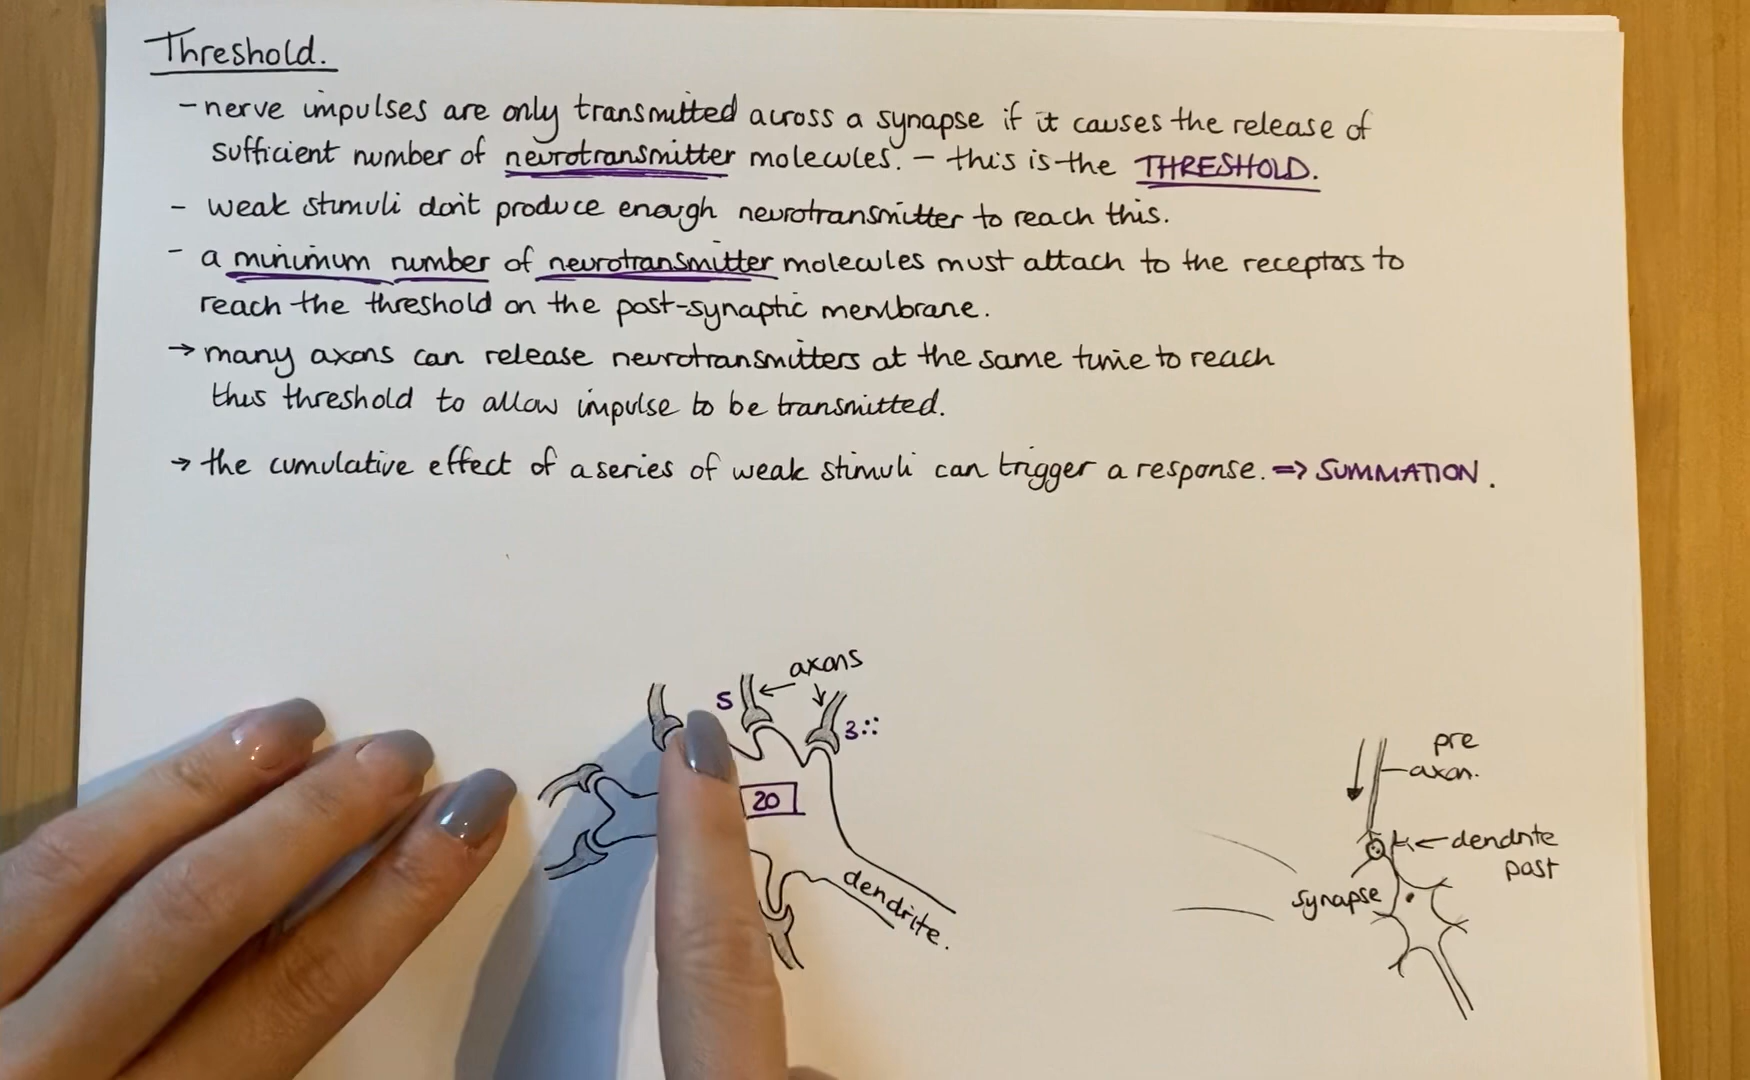 Threshold.
- nerve impulses are only transmitted across a synapse if it causes the release of
sufficient number of neurotransmitter molecules. - this is the THRESHOLD.
- weak stimuli don't produce enough neurotransmitter to reach this.
- a minimum number of neurotransmitter molecules must attach to the receptors to
reach the threshold on the post-synaptic membrane.
→ many axons can release neurotransmitters at the same time to reach
this threshold to allow impulse to be transmitted.
→ the cumulative effect of a series of weak stimuli can trigger a response. => SUMMATION.
axons
5
3::
20
dendrite.
pre
axon.
dendrite
post
synapse